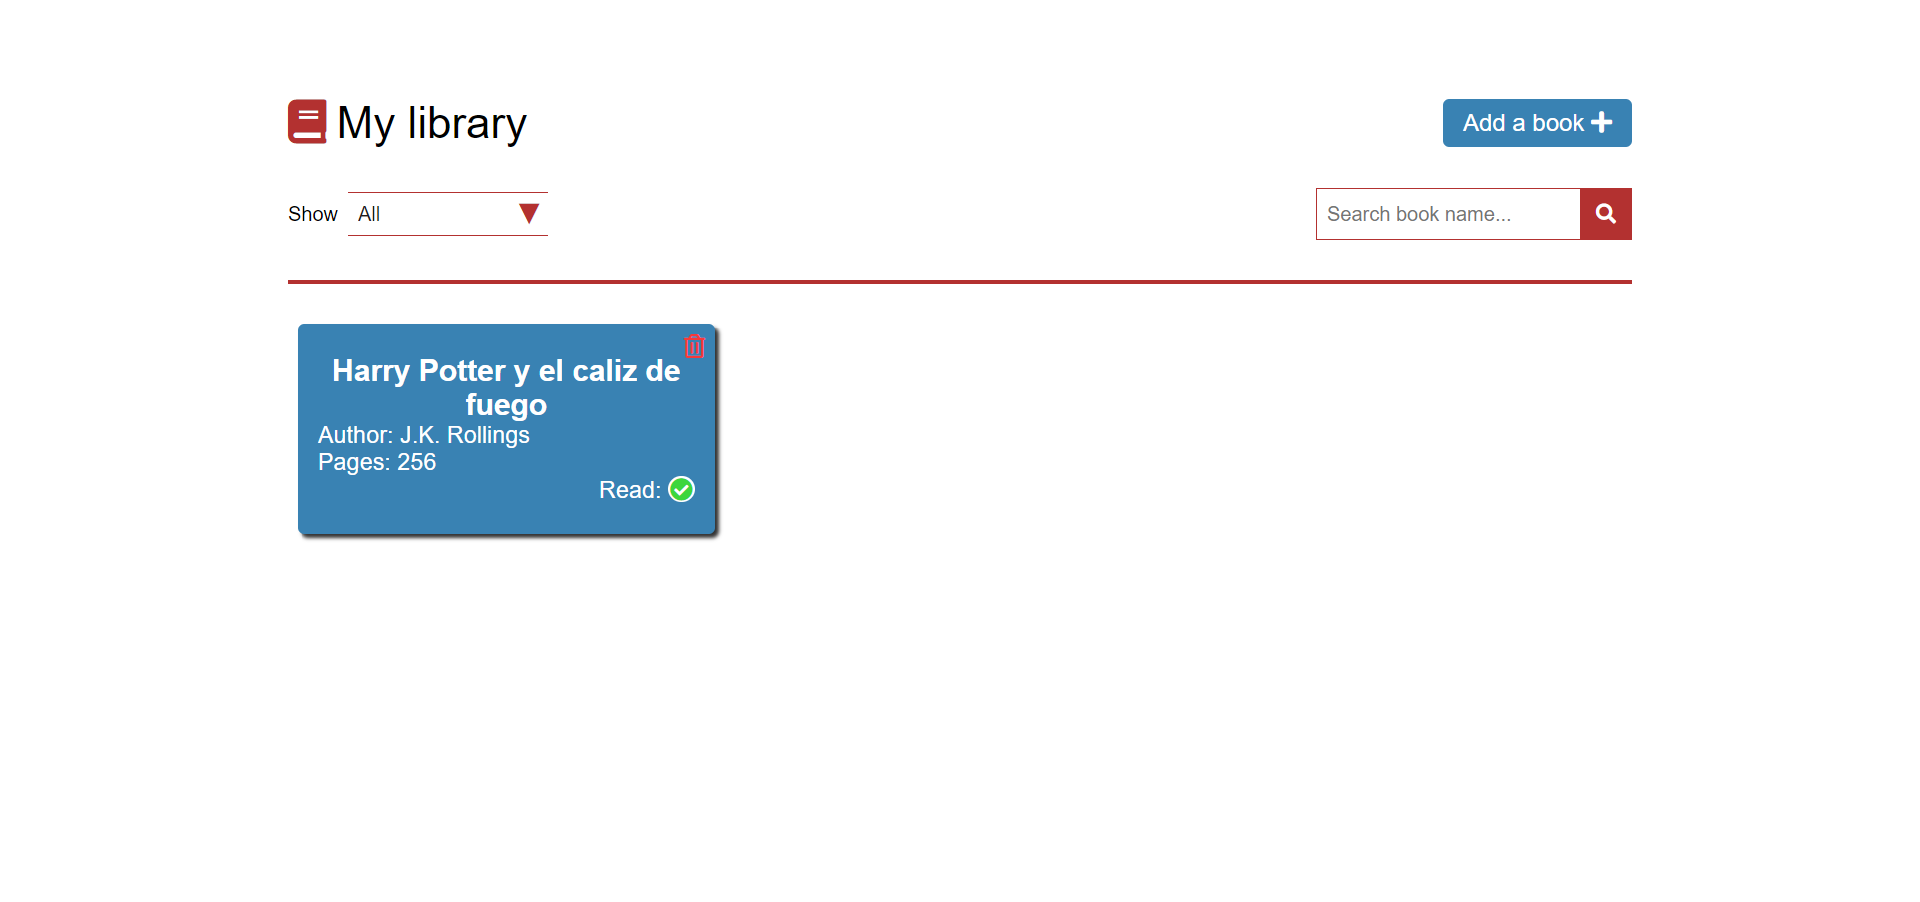 My library
Add a book
Show
All
Search book name...
Harry Potter y el caliz de
fuego
Author: J.K. Rollings
Pages: 256
Read: